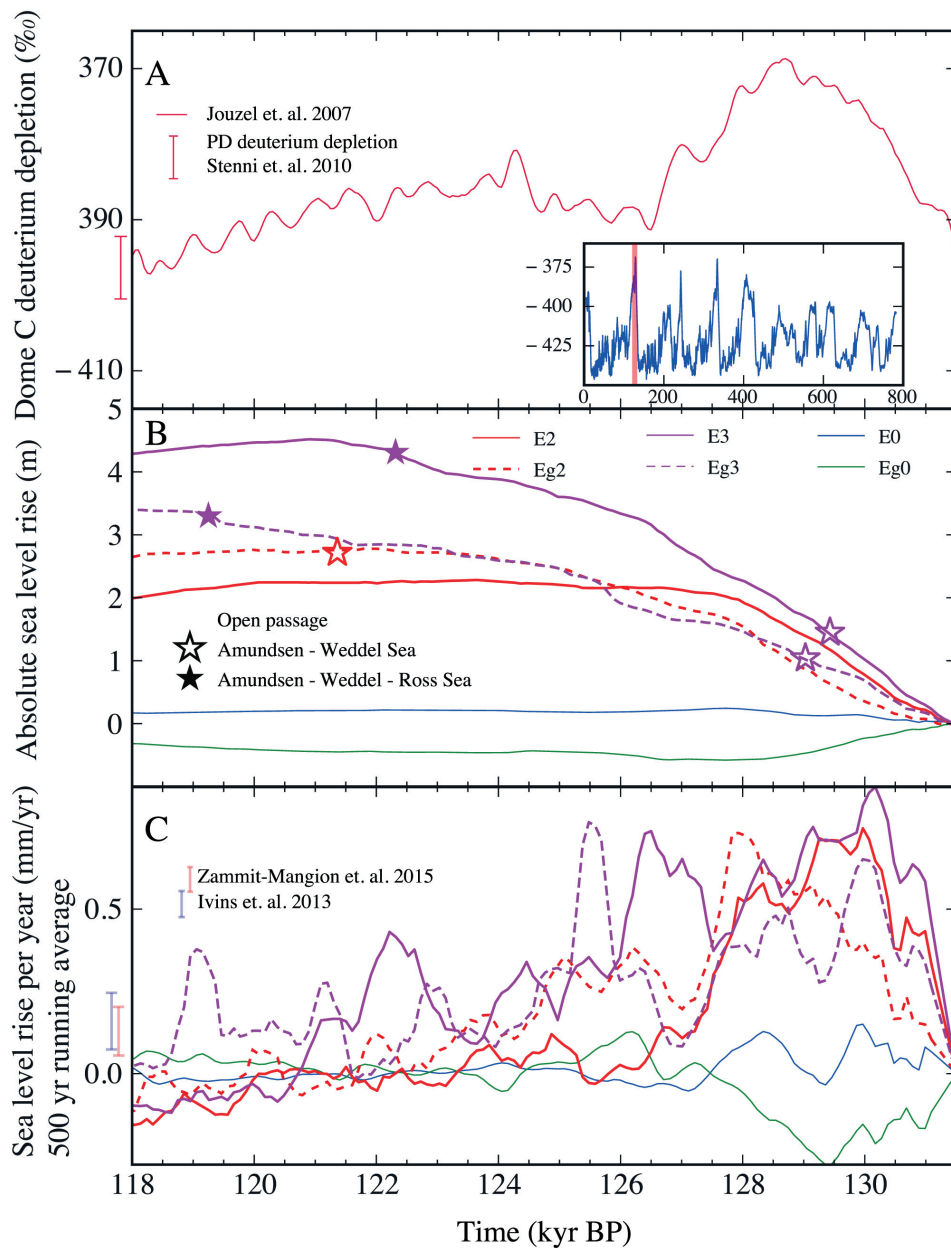 Dome C deuterium depletion (‰)
A
370
390
− 410
Jouzel et. al. 2007
PD deuterium depletion
Stenni et. al. 2010
− 375
− 400
− 425
0 200 400 600 800
Absolute sea level rise (m)
B
5
4
3
2
1
0
E2 E3 E0
Eg2 Eg3 Eg0
Open passage
Amundsen - Weddel Sea
Amundsen - Weddel - Ross Sea
Sea level rise per year (mm/yr)
500 yr running average
C
0.5
0.0
Zammit-Mangion et. al. 2015
Ivins et. al. 2013
118 120 122 124 126 128 130
Time (kyr BP)